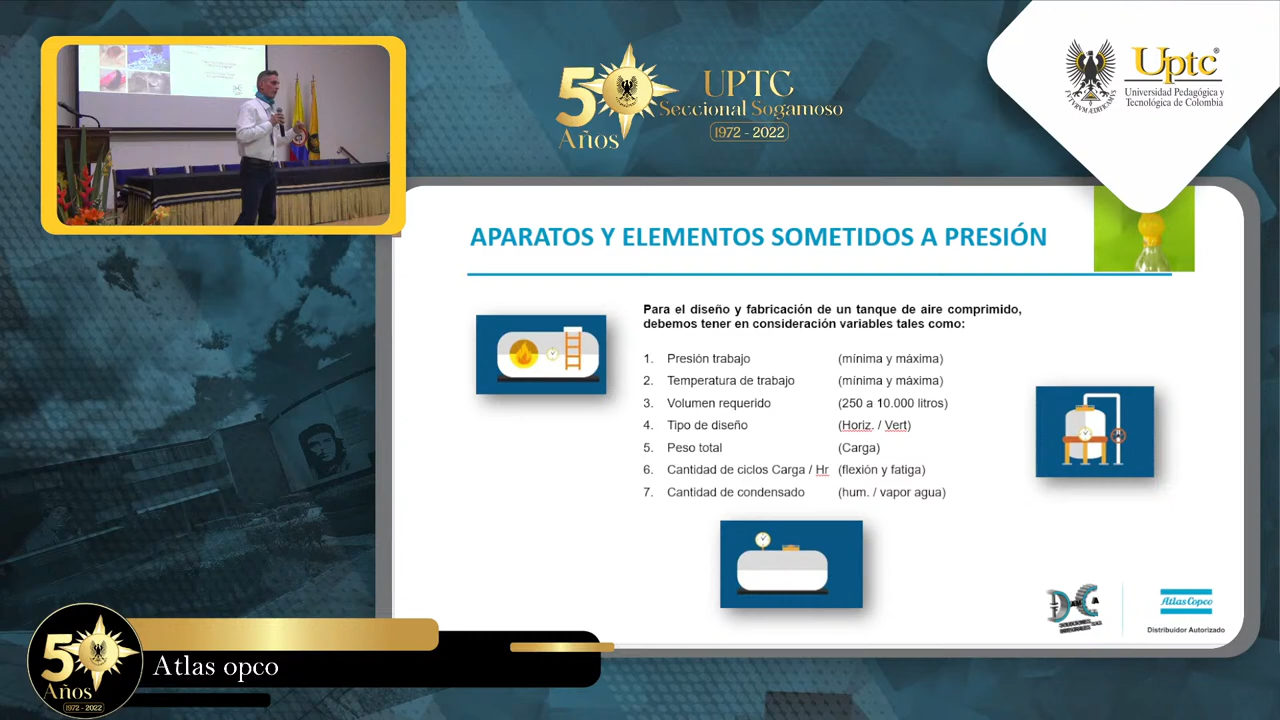 50
Años
UPTC
Seccional Sogamoso
1972 - 2022
Uptc®
Universidad Pedagógica y
Tecnológica de Colombia
APARATOS Y ELEMENTOS SOMETIDOS A PRESIÓN
Para el diseño y fabricación de un tanque de aire comprimido,
debemos tener en consideración variables tales como:
1. Presión trabajo (mínima y máxima)
2. Temperatura de trabajo (mínima y máxima)
3. Volumen requerido (250 a 10.000 litros)
4. Tipo de diseño (Horiz. / Vert)
5. Peso total (Carga)
6. Cantidad de ciclos Carga / Hr (flexión y fatiga)
7. Cantidad de condensado (hum. / vapor agua)
Atlas Copco
Distribuidor Autorizado
50
Años
1972 - 2022
Atlas opco